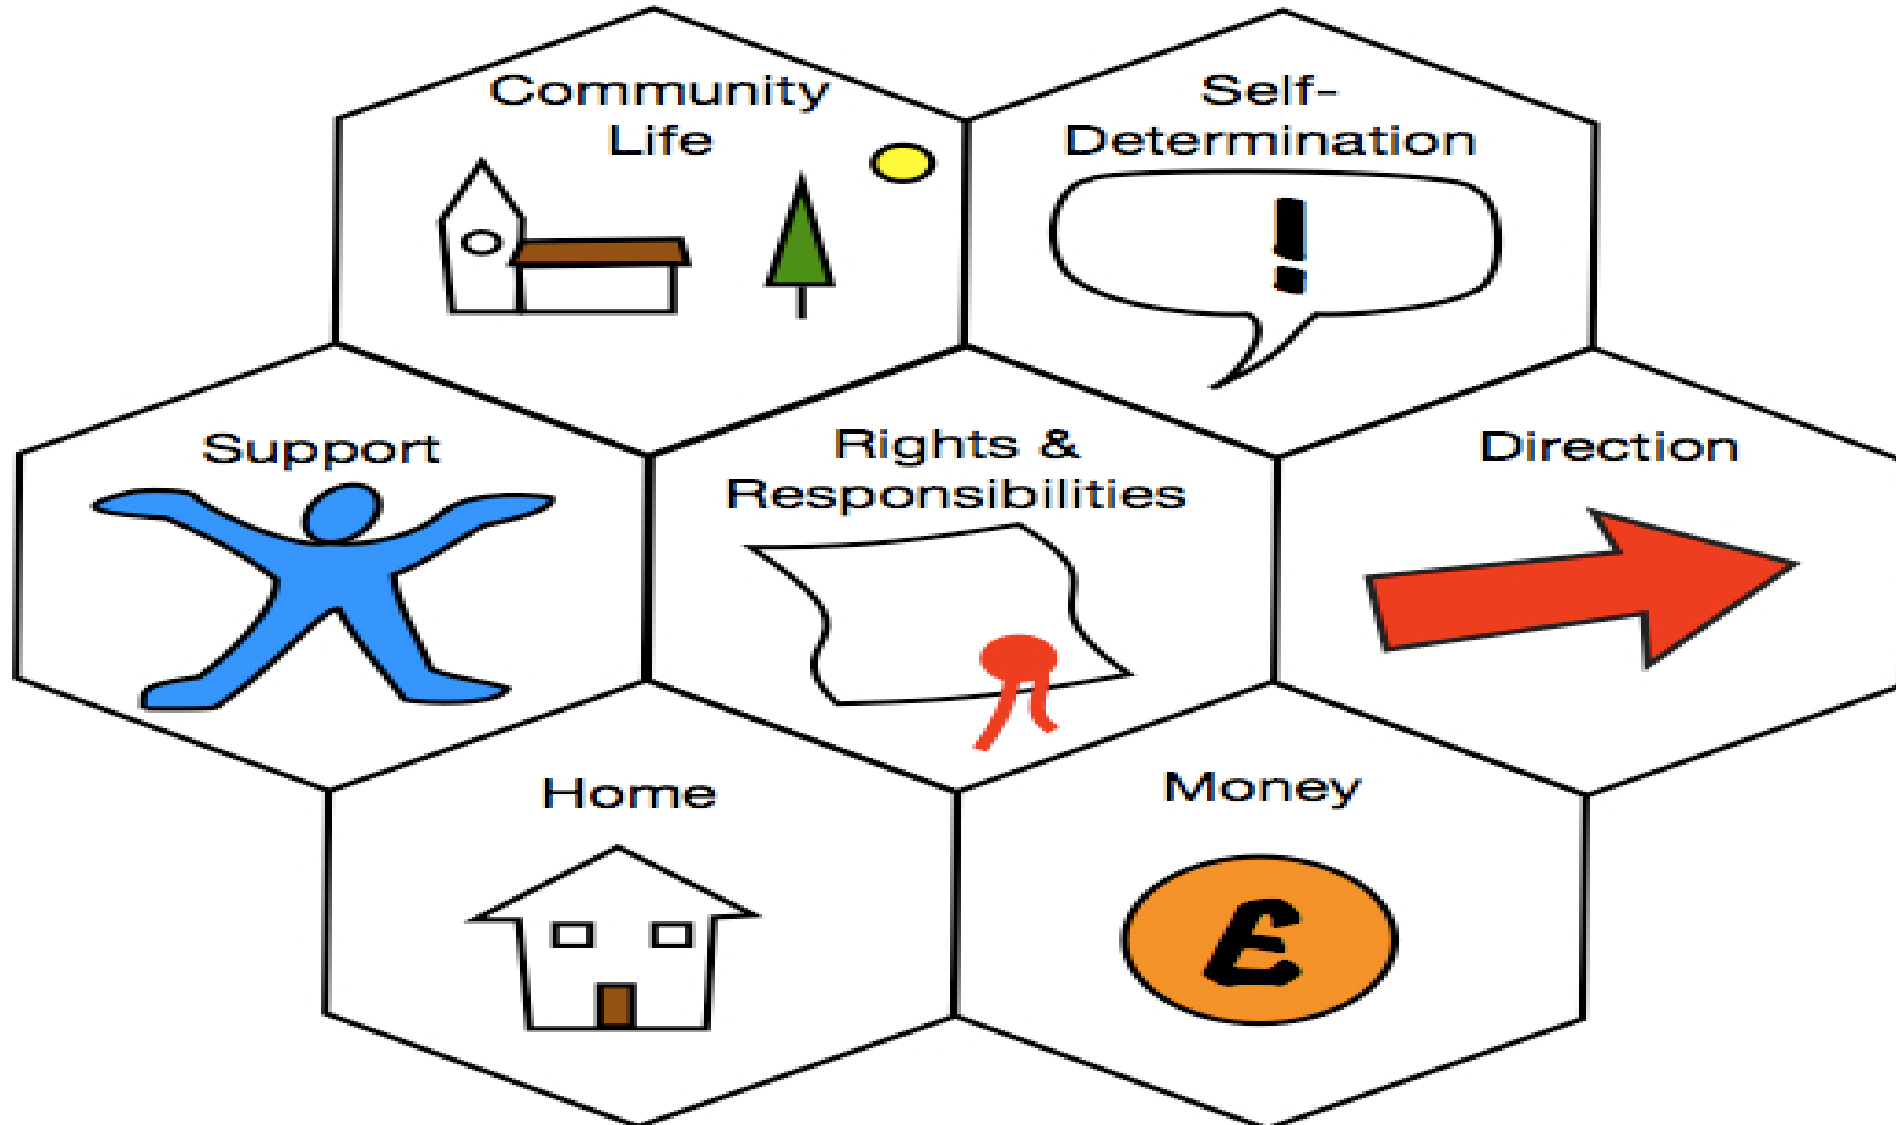 Community
Life
Self-
Determination
!
Support
Rights &
Responsibilities
Direction
Home
Money
£